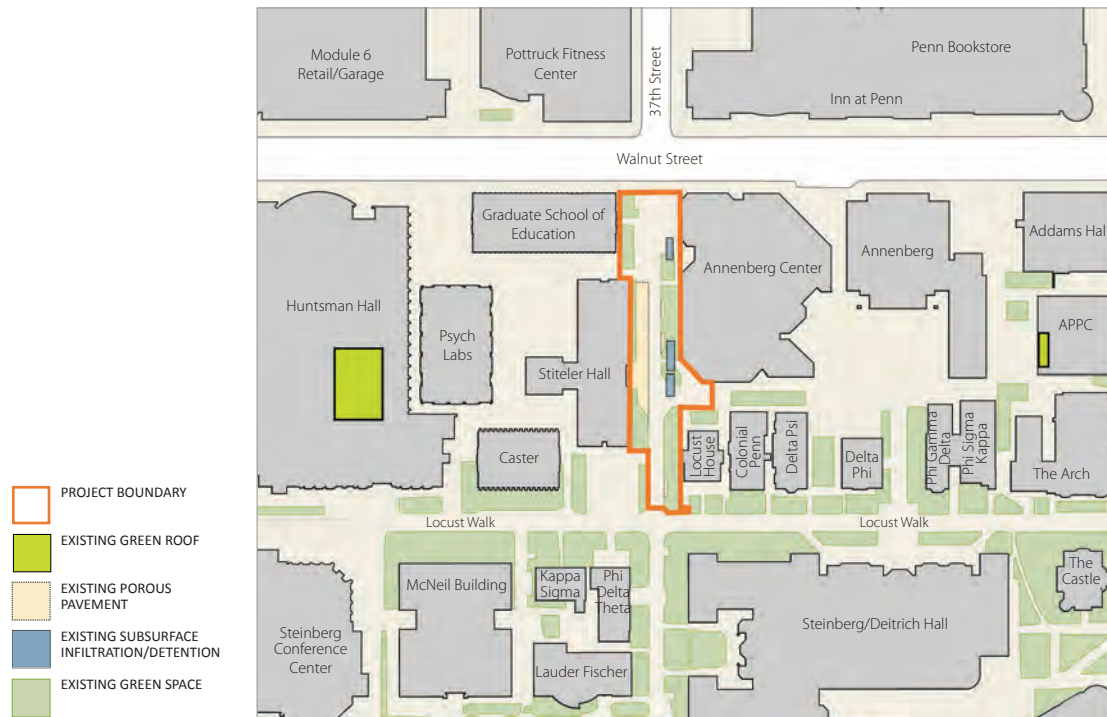 Module 6
Retail/Garage
Pottruck Fitness
Center
37th Street
Penn Bookstore
Inn at Penn
Walnut Street
Graduate School of
Education
Annenberg Center
Annenberg
Addams Hal
Huntsman Hall
Psych
Labs
Stiteler Hall
APPC
Caster
Locust
House
Colonial
Penn
Delta Psi
Delta
Phi
Phi Gamma
Delta
Phi Sigma
Kappa
The Arch
Locust Walk
Locust Walk
McNeil Building
Kappa
Sigma
Phi
Delta
Theta
The
Castle
Steinberg
Conference
Center
Steinberg/Deitrich Hall
Lauder Fischer
PROJECT BOUNDARY
EXISTING GREEN ROOF
EXISTING POROUS
PAVEMENT
EXISTING SUBSURFACE
INFILTRATION/DETENTION
EXISTING GREEN SPACE